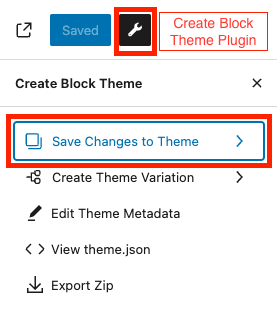 Saved
Create Block
Theme Plugin
Create Block Theme
Save Changes to Theme
Create Theme Variation
Edit Theme Metadata
View theme.json
Export Zip